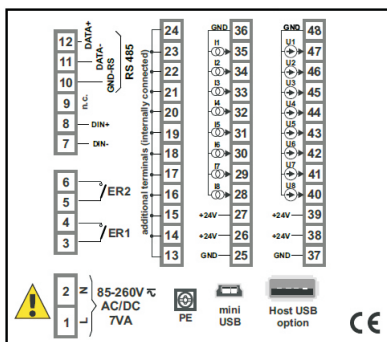 12 DATA+
11 DATA-
10 GND-RS
RS 485
9 n.c.
8 DIN+
7 DIN-
6
5
ER2
4
3
ER1
2 N
1 L
85-260V
AC/DC
7VA
additional terminals (internally connected)
24
23
22
21
20
19
18
17
16
15
14
13
GND 36
I1 35
I2 34
I3 33
I4 32
I5 31
I6 30
I7 29
I8 28
+24V 27
+24V 26
GND 25
GND 48
U1 47
U2 46
U3 45
U4 44
U5 43
U6 42
U7 41
U8 40
+24V 39
+24V 38
GND 37
PE
mini
USB
Host USB
option
CE